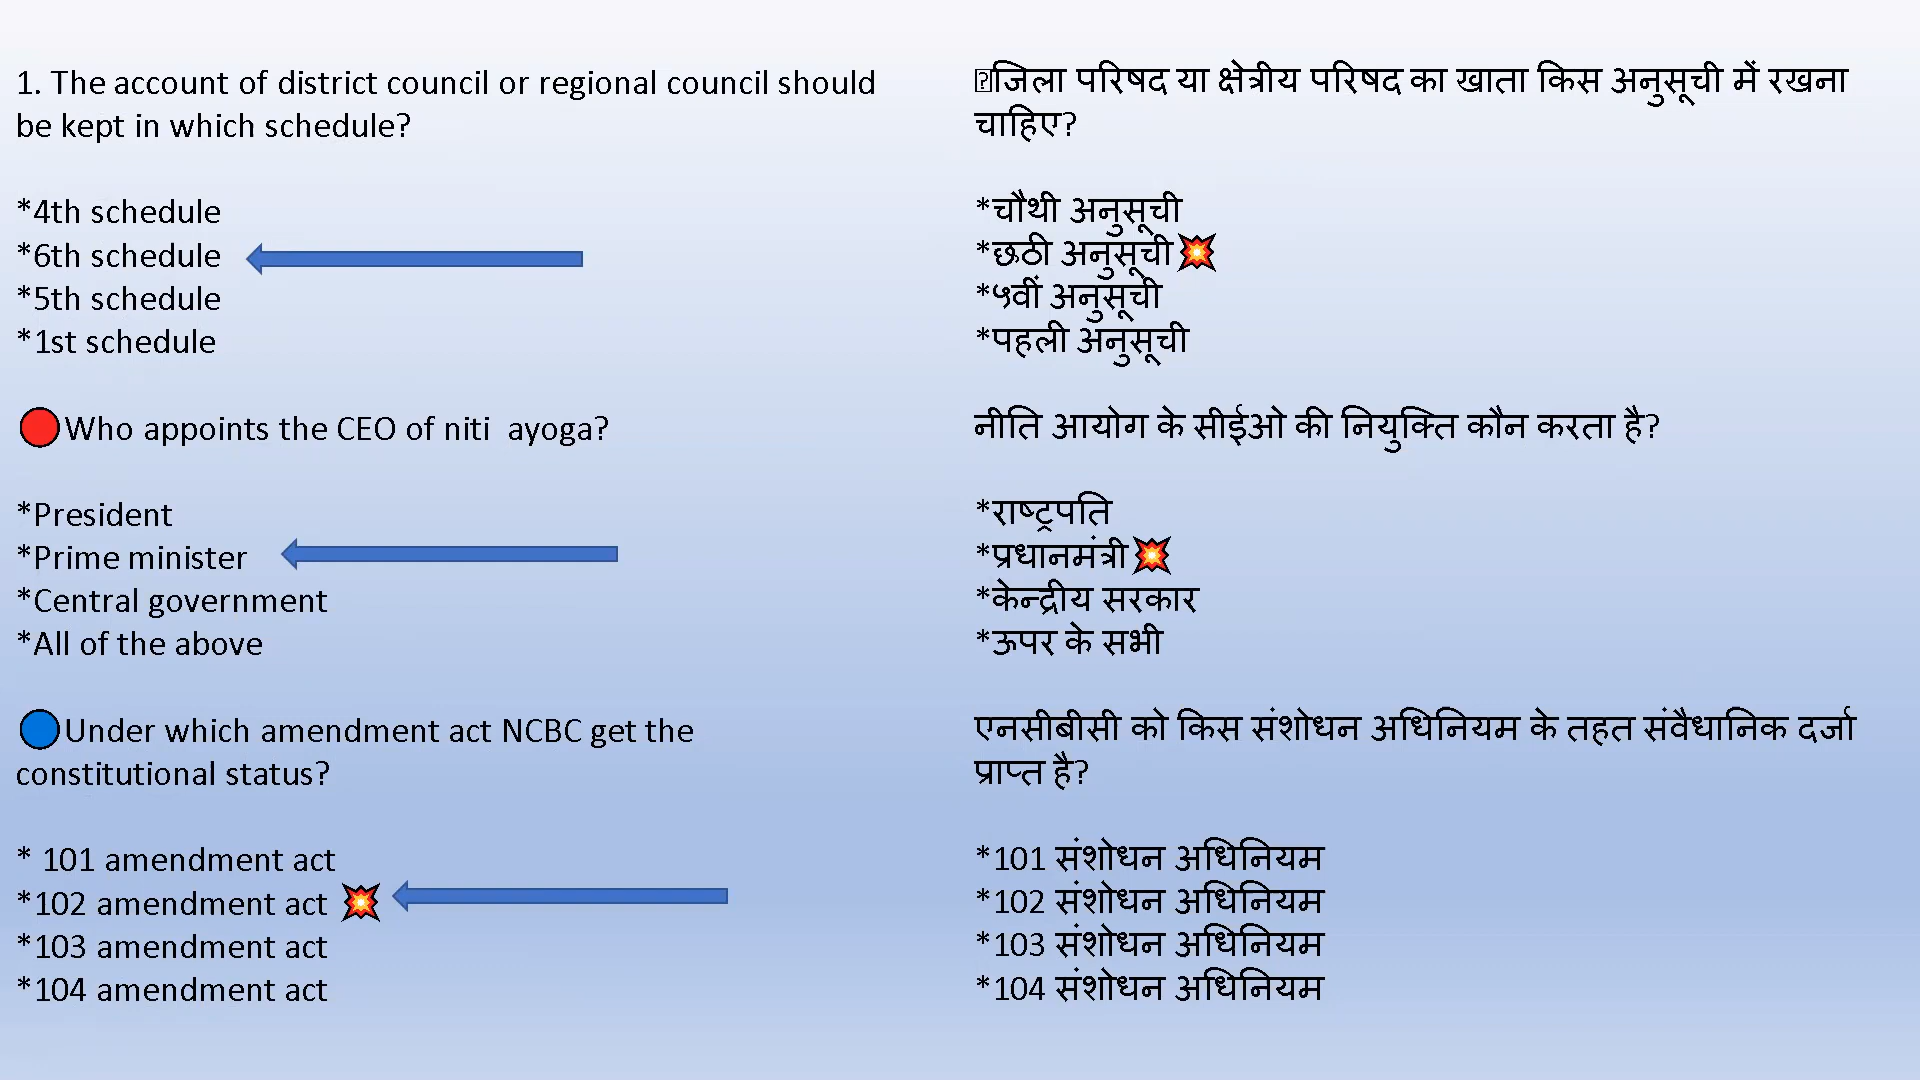 1. The account of district council or regional council should
be kept in which schedule?
*4th schedule
*6th schedule
*5th schedule
*1st schedule
🔴Who appoints the CEO of niti  ayoga?
*President
*Prime minister
*Central government
*All of the above
🔵Under which amendment act NCBC get the
constitutional status?
* 101 amendment act
*102 amendment act 💥
*103 amendment act
*104 amendment act
जिला परिषद या क्षेत्रीय परिषद का खाता किस अनुसूची में रखना
चाहिए?
*चौथी अनुसूची
*छठी अनुसूची💥
*५वीं अनुसूची
*पहली अनुसूची
नीति आयोग के सीईओ की नियुक्ति कौन करता है?
*राष्ट्रपति
*प्रधानमंत्री💥
*केन्द्रीय सरकार
*ऊपर के सभी
एनसीबीसी को किस संशोधन अधिनियम के तहत संवैधानिक दर्जा
प्राप्त है?
*101 संशोधन अधिनियम
*102 संशोधन अधिनियम
*103 संशोधन अधिनियम
*104 संशोधन अधिनियम